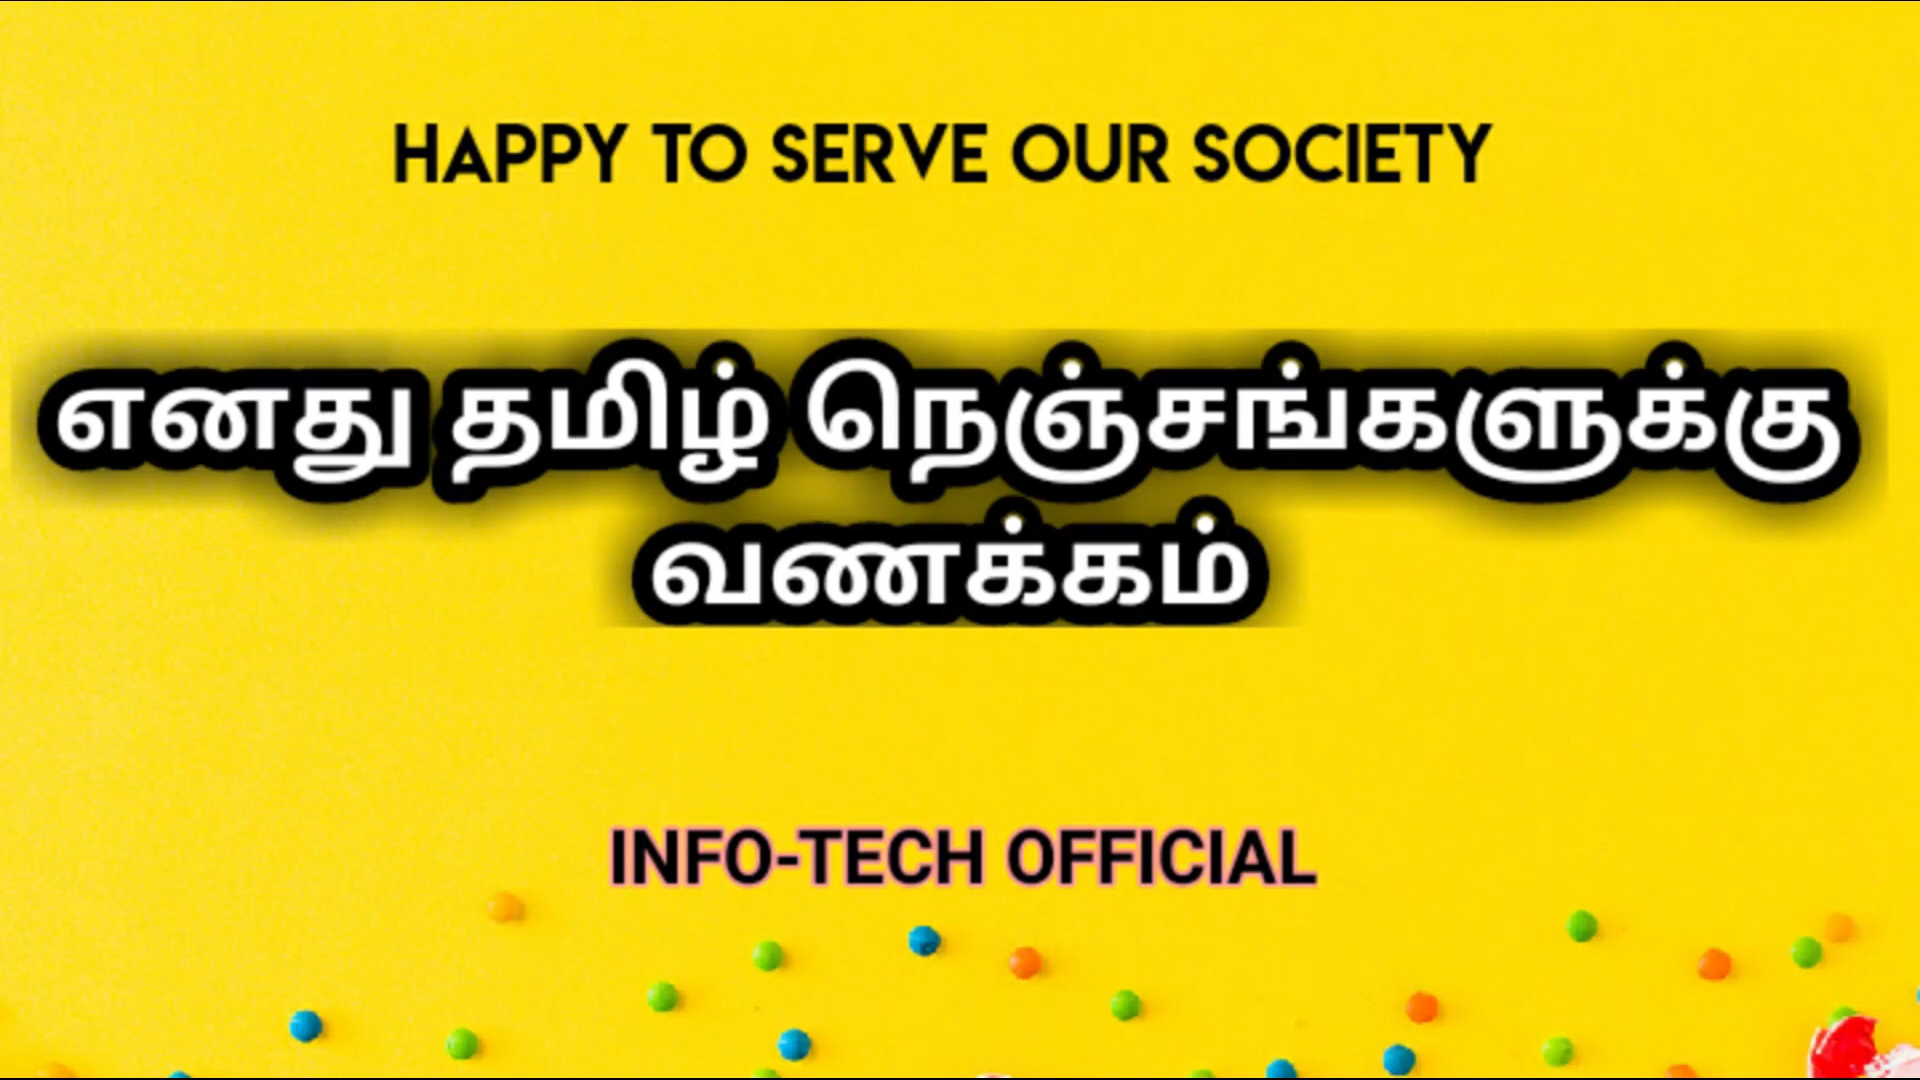 HAPPY TO SERVE OUR SOCIETY
எனது தமிழ் நெஞ்சங்களுக்கு
வணக்கம்
INFO-TECH OFFICIAL